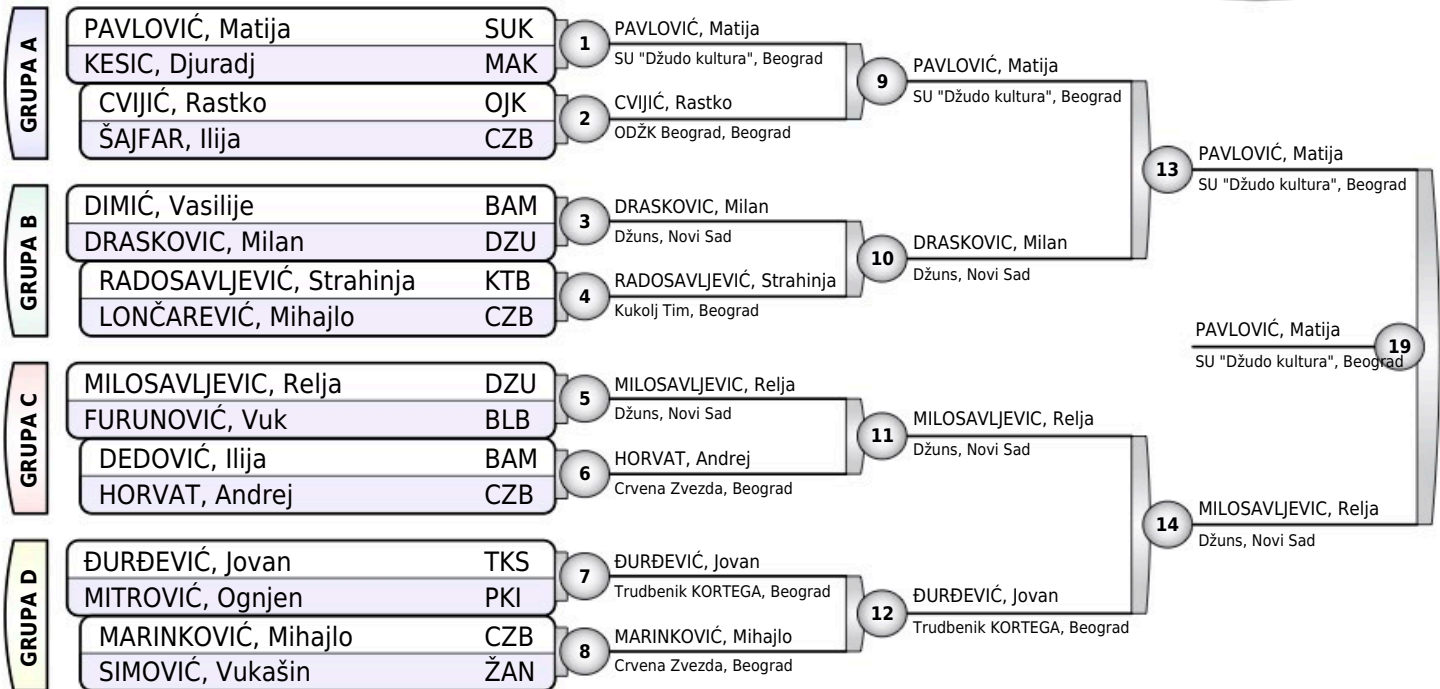 GRUPA A
PAVLOVIĆ, Matija SUK
KESIC, Djuradj MAK
CVIJIĆ, Rastko OJK
ŠAJFAR, Ilija CZB
GRUPA B
DIMIĆ, Vasilije BAM
DRASKOVIC, Milan DZU
RADOSAVLJEVIĆ, Strahinja KTB
LONČAREVIĆ, Mihajlo CZB
GRUPA C
MILOSAVLJEVIC, Relja DZU
FURUNOVIĆ, Vuk BLB
DEDOVIĆ, Ilija BAM
HORVAT, Andrej CZB
GRUPA D
ĐURĐEVIĆ, Jovan TKS
MITROVIĆ, Ognjen PKI
MARINKOVIĆ, Mihajlo CZB
SIMOVIĆ, Vukašin ŽAN
1
PAVLOVIĆ, Matija
SU "Džudo kultura", Beograd
2
CVIJIĆ, Rastko
ODŽK Beograd, Beograd
3
DRASKOVIC, Milan
Džuns, Novi Sad
4
RADOSAVLJEVIĆ, Strahinja
Kukolj Tim, Beograd
5
MILOSAVLJEVIC, Relja
Džuns, Novi Sad
6
HORVAT, Andrej
Crvena Zvezda, Beograd
7
ĐURĐEVIĆ, Jovan
Trudbenik KORTEGA, Beograd
8
MARINKOVIĆ, Mihajlo
Crvena Zvezda, Beograd
9
PAVLOVIĆ, Matija
SU "Džudo kultura", Beograd
10
DRASKOVIC, Milan
Džuns, Novi Sad
11
MILOSAVLJEVIC, Relja
Džuns, Novi Sad
12
ĐURĐEVIĆ, Jovan
Trudbenik KORTEGA, Beograd
13
PAVLOVIĆ, Matija
SU "Džudo kultura", Beograd
14
MILOSAVLJEVIC, Relja
Džuns, Novi Sad
PAVLOVIĆ, Matija
SU "Džudo kultura", Beograd
19